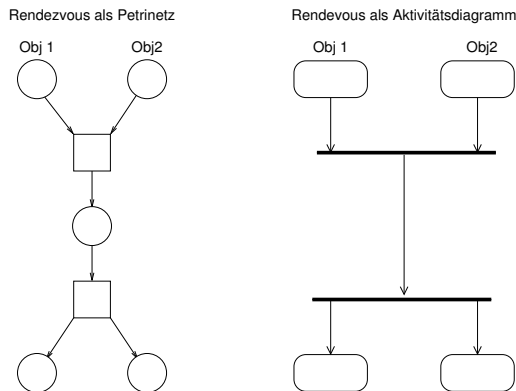 Rendezvous als Petrinetz
Rendevous als Aktivitätsdiagramm
Obj 1
Obj2
Obj 1
Obj2